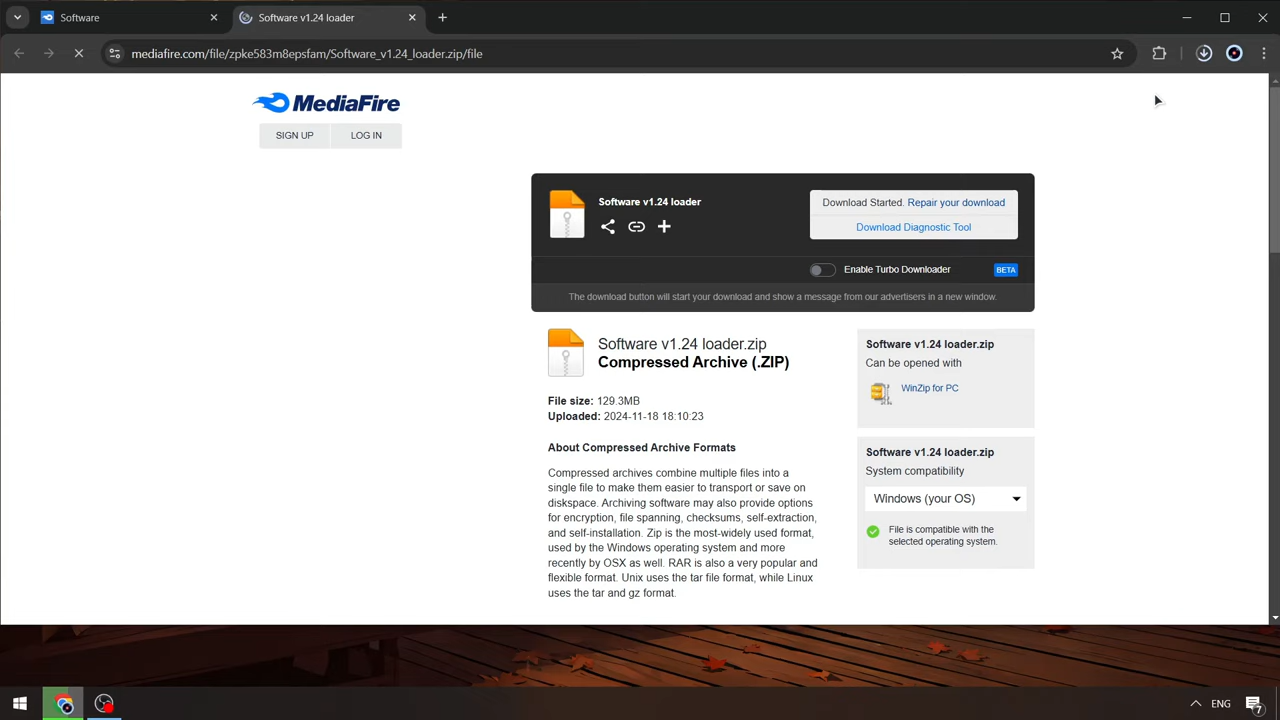 Software
Software v1.24 loader
mediafire.com/file/zpke583m8epsfam/Software_v1.24_loader.zip/file
MediaFire
SIGN UP
LOG IN
Software v1.24 loader
Download Started. Repair your download
Download Diagnostic Tool
Enable Turbo Downloader
BETA
The download button will start your download and show a message from our advertisers in a new window.
Software v1.24 loader.zip
Compressed Archive (.ZIP)
File size: 129.3MB
Uploaded: 2024-11-18 18:10:23
About Compressed Archive Formats
Compressed archives combine multiple files into a
single file to make them easier to transport or save on
diskspace. Archiving software may also provide options
for encryption, file spanning, checksums, self-extraction,
and self-installation. Zip is the most-widely used format,
used by the Windows operating system and more
recently by OSX as well. RAR is also a very popular and
flexible format. Unix uses the tar file format, while Linux
uses the tar and gz format.
Software v1.24 loader.zip
Can be opened with
WinZip for PC
Software v1.24 loader.zip
System compatibility
Windows (your OS)
File is compatible with the
selected operating system.
ENG
7